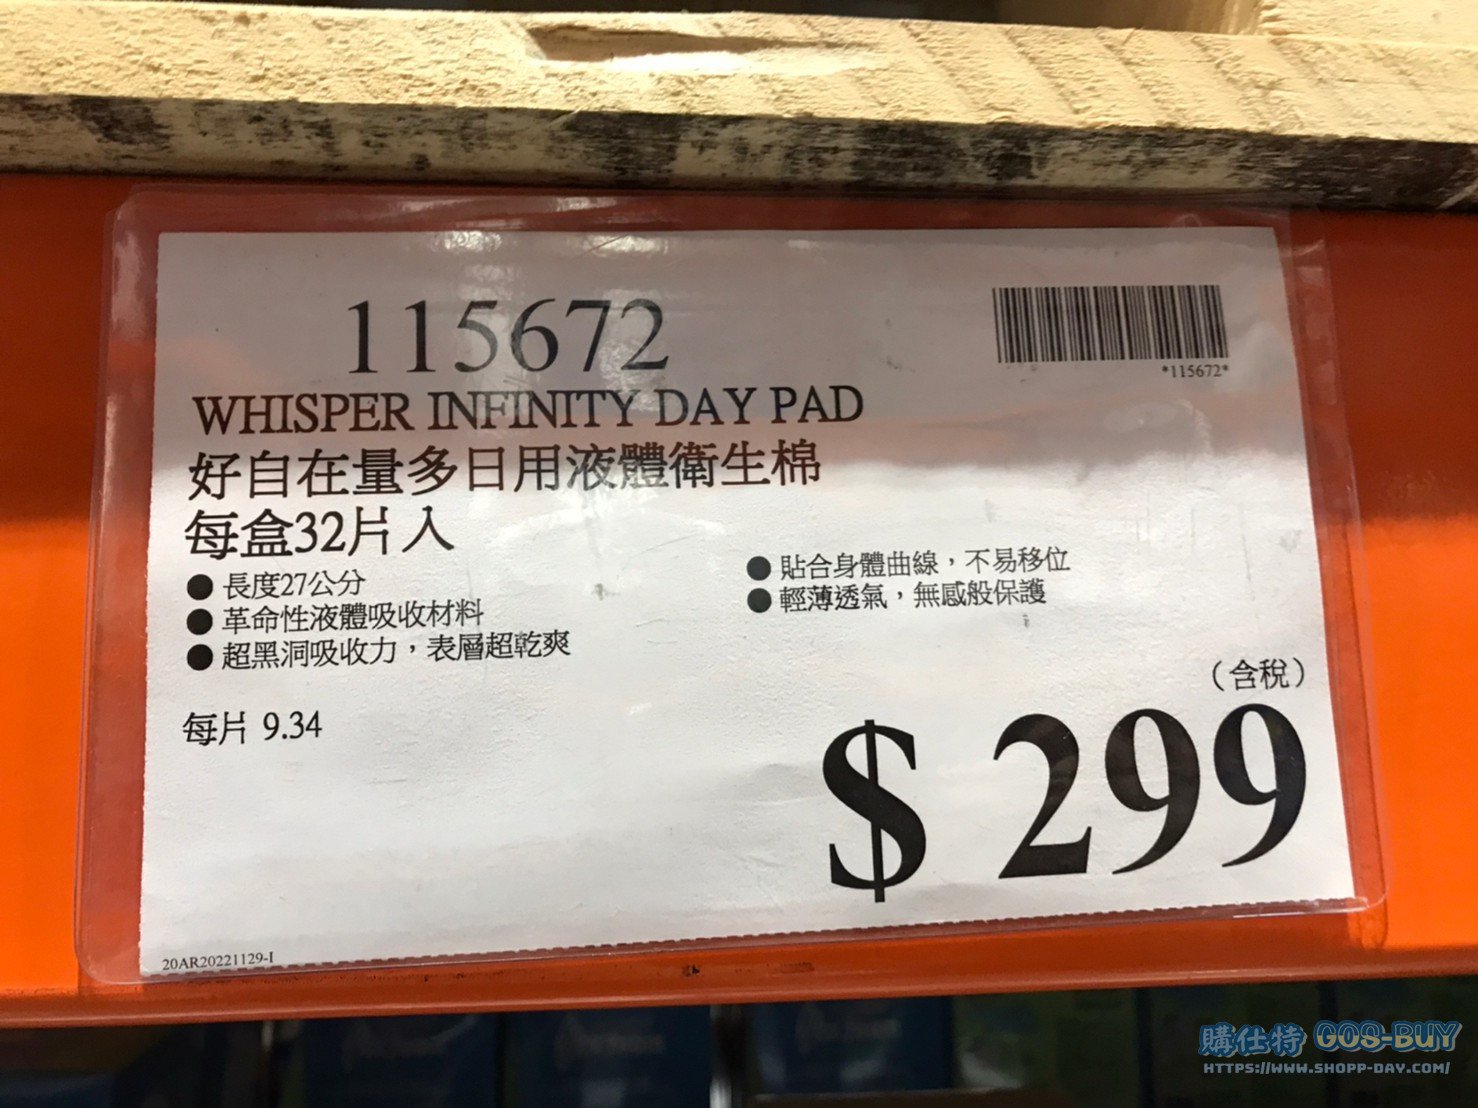 115672
*115672*
WHISPER INFINITY DAY PAD
好自在量多日用液體衛生棉
每盒32片入
●長度27公分
●革命性液體吸收材料
●超黑洞吸收力，表層超乾爽
●貼合身體曲線，不易移位
●輕薄透氣，無感般保護
每片 9.34
（含稅）
$ 299
20AR20221129-I
購仕特 GOS-BUY
HTTPS://WWW.SHOPP-DAY.COM/